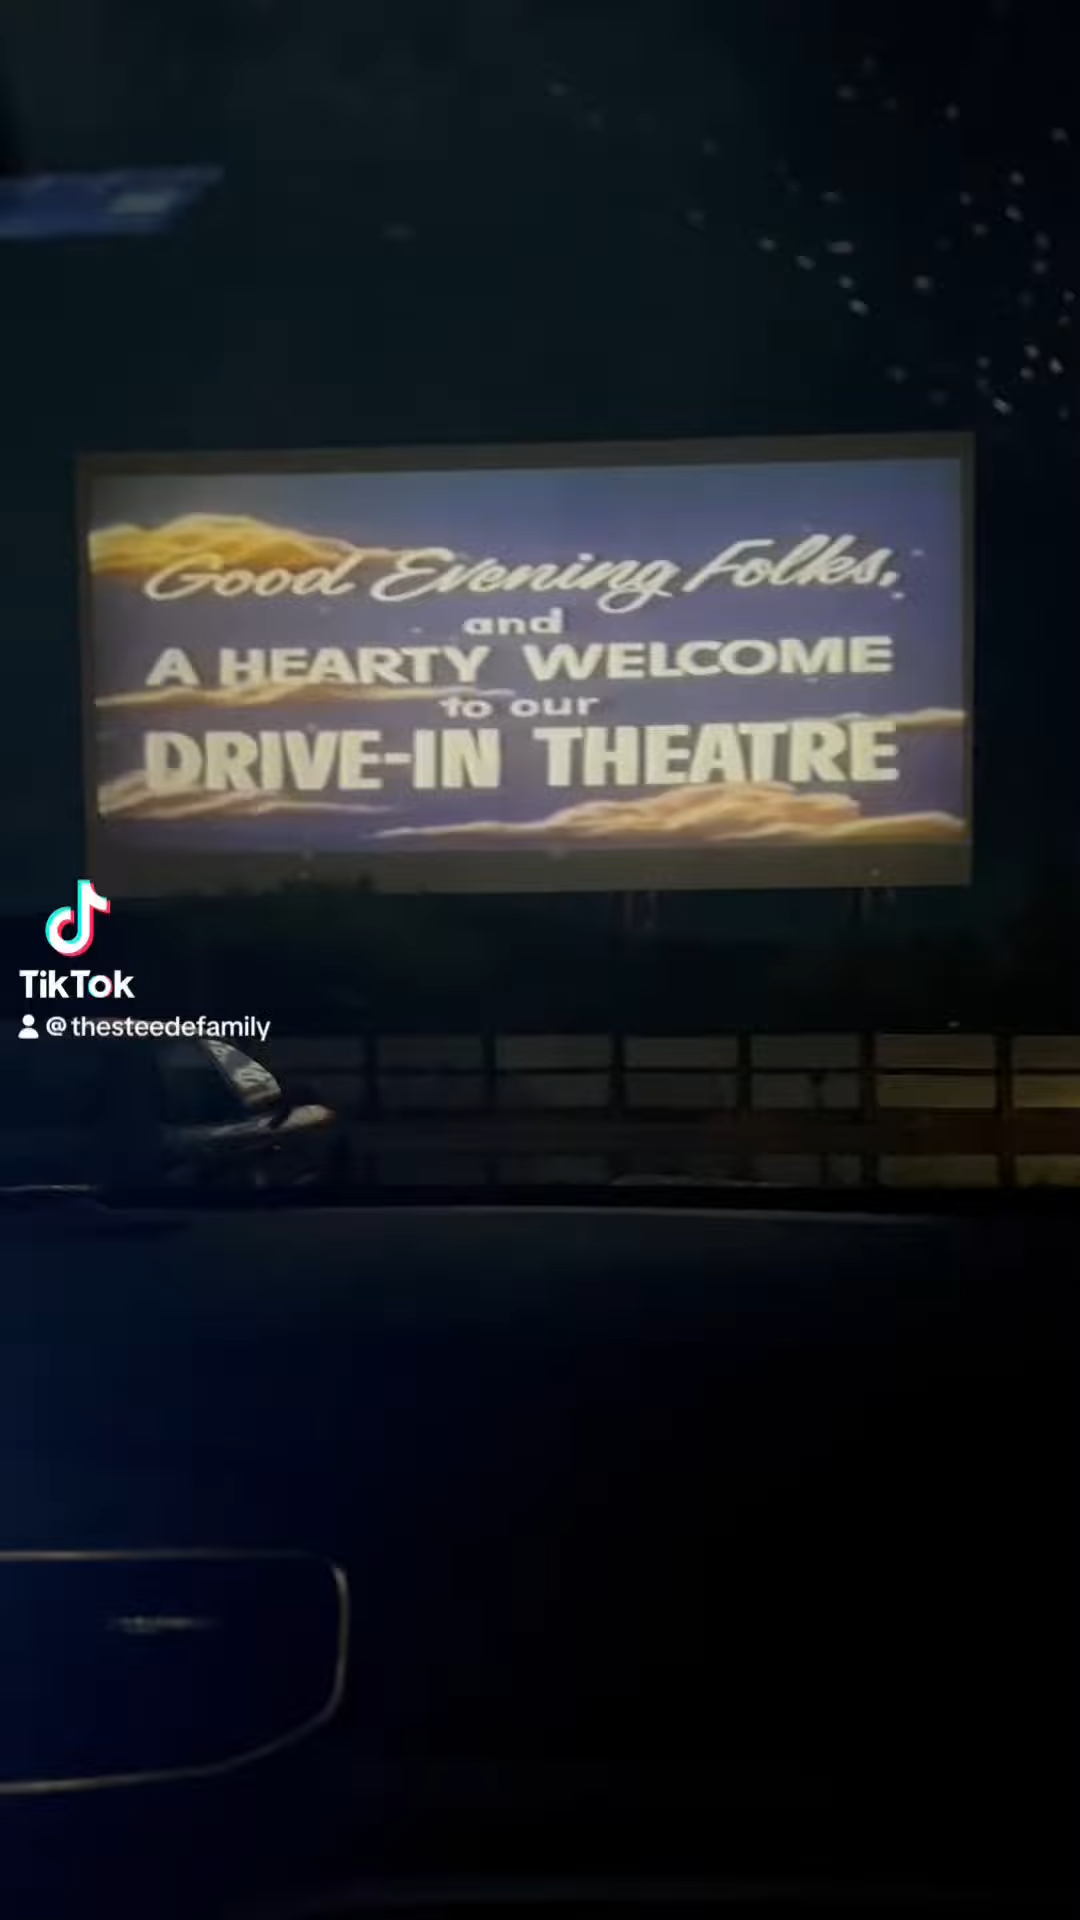 Good Evening Folks,
and
A HEARTY WELCOME
to our
DRIVE-IN THEATRE
TikTok
@thesteedefamily